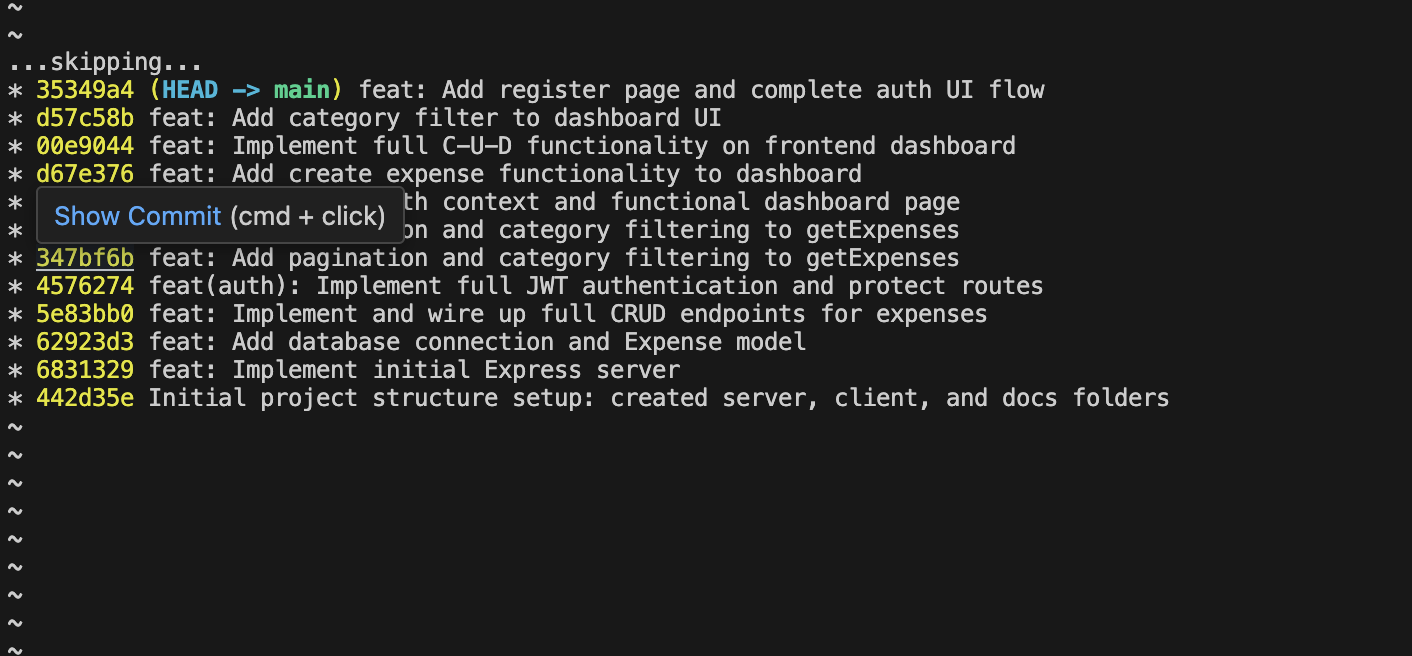 ~
~
...skipping...
* 35349a4 (HEAD -> main) feat: Add register page and complete auth UI flow
* d57c58b feat: Add category filter to dashboard UI
* 00e9044 feat: Implement full C-U-D functionality on frontend dashboard
* d67e376 feat: Add create expense functionality to dashboard
* th context and functional dashboard page
Show Commit (cmd + click)
* on and category filtering to getExpenses
* 347bf6b feat: Add pagination and category filtering to getExpenses
* 4576274 feat(auth): Implement full JWT authentication and protect routes
* 5e83bb0 feat: Implement and wire up full CRUD endpoints for expenses
* 62923d3 feat: Add database connection and Expense model
* 6831329 feat: Implement initial Express server
* 442d35e Initial project structure setup: created server, client, and docs folders
~
~
~
~
~
~
~
~
~